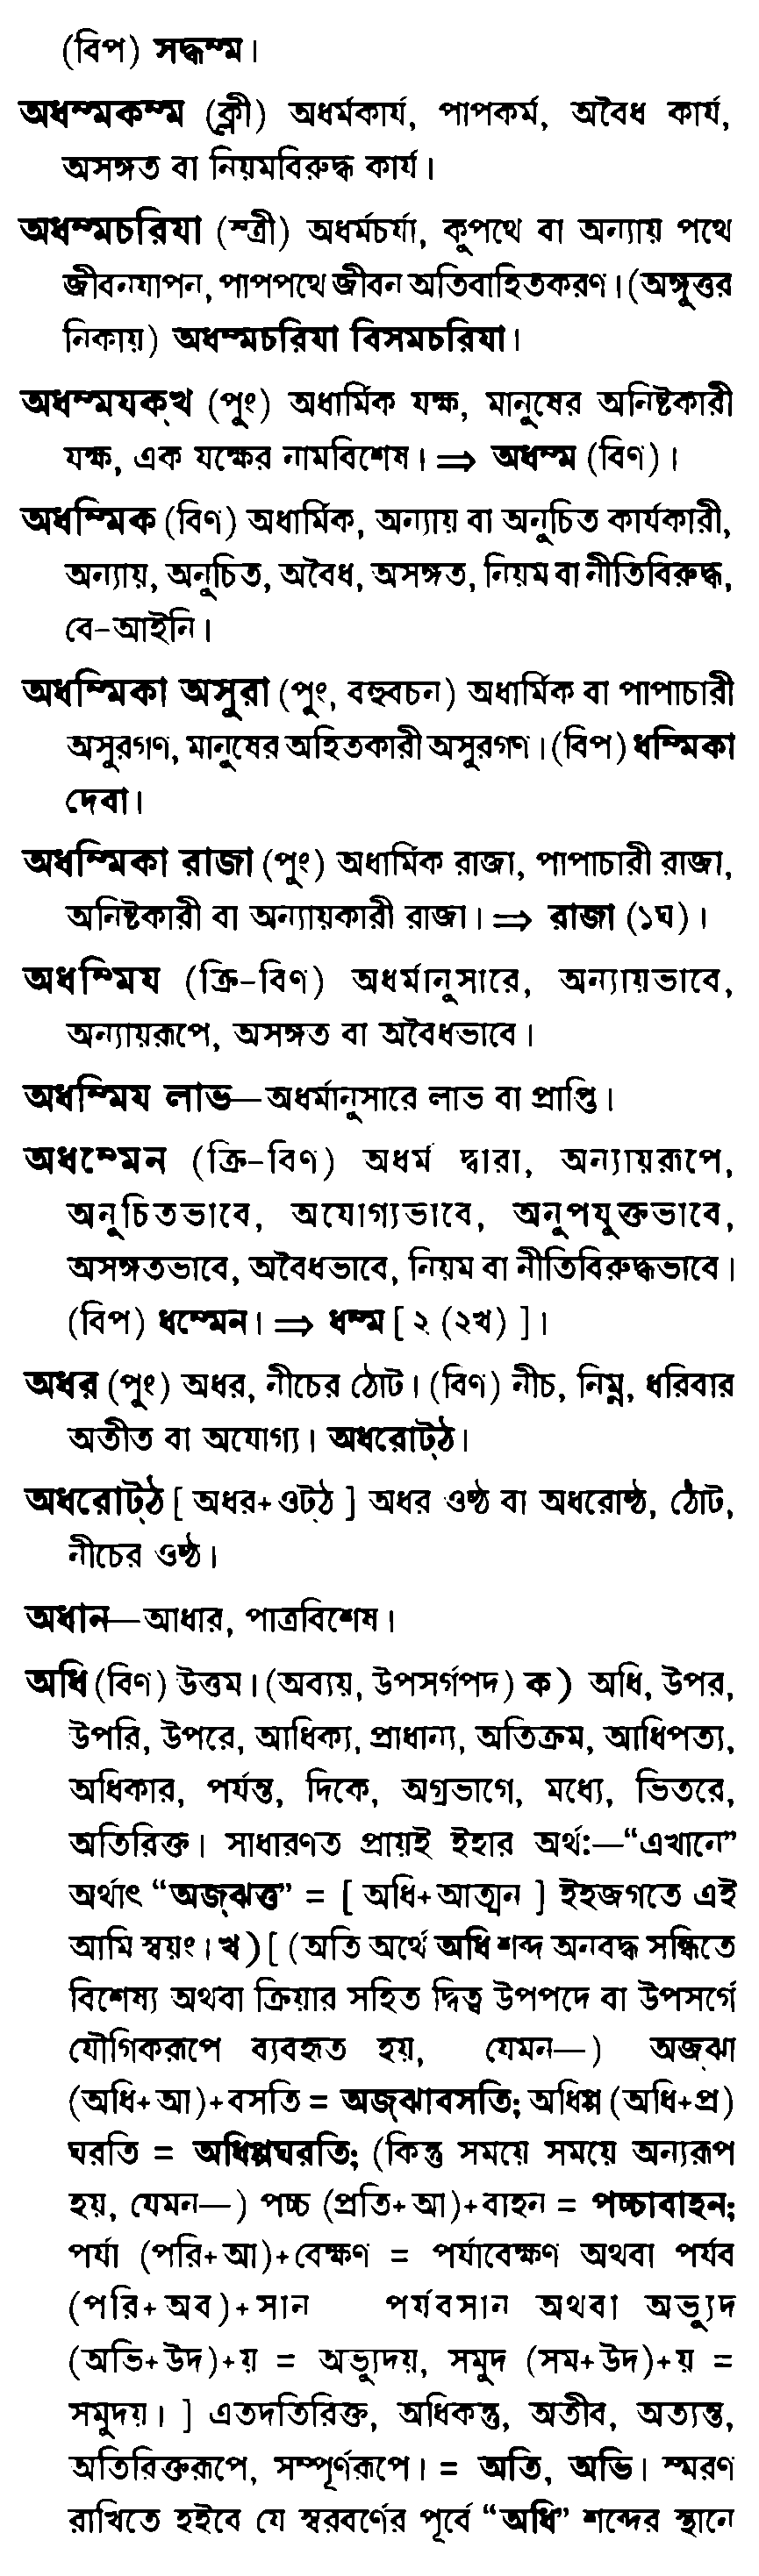 (বিপ) সদ্ধম্ম।
অধম্মকম্ম (ক্লী) অধর্মকার্য, পাপকর্ম, অবৈধ কার্য,
অসঙ্গত বা নিয়মবিরুদ্ধ কার্য।
অধম্মচরিযা (স্ত্রী) অধর্মচর্যা, কুপথে বা অন্যায় পথে
জীবনযাপন, পাপপথে জীবন অতিবাহিতকরণ। (অঙ্গুত্তর
নিকায়) অধম্মচরিযা বিসমচরিযা।
অধম্মযক্খ (পুং) অধার্মিক যক্ষ, মানুষের অনিষ্টকারী
যক্ষ, এক যক্ষের নামবিশেষ। ⇒ অধম্ম (বিণ)।
অধম্মিক (বিণ) অধার্মিক, অন্যায় বা অনুচিত কার্যকারী,
অন্যায়, অনুচিত, অবৈধ, অসঙ্গত, নিয়ম বা নীতিবিরুদ্ধ,
বে-আইনি।
অধম্মিকা অসুরা (পুং, বহুবচন) অধার্মিক বা পাপাচারী
অসুরগণ, মানুষের অহিতকারী অসুরগণ। (বিপ) ধম্মিকা
দেবা।
অধম্মিকা রাজা (পুং) অধার্মিক রাজা, পাপাচারী রাজা,
অনিষ্টকারী বা অন্যায়কারী রাজা। ⇒ রাজা (১ঘ)।
অধম্মিয (ক্রি-বিণ) অধর্মানুসারে, অন্যায়ভাবে,
অন্যায়রূপে, অসঙ্গত বা অবৈধভাবে।
অধম্মিয লাভ—অধর্মানুসারে লাভ বা প্রাপ্তি।
অধম্মেন (ক্রি-বিণ) অধর্ম দ্বারা, অন্যায়রূপে,
অনুচিতভাবে, অযোগ্যভাবে, অনুপযুক্তভাবে,
অসঙ্গতভাবে, অবৈধভাবে, নিয়ম বা নীতিবিরুদ্ধভাবে।
(বিপ) ধম্মেন। ⇒ ধম্ম [ ২ (২খ) ]।
অধর (পুং) অধর, নীচের ঠোট। (বিণ) নীচ, নিম্ন, ধরিবার
অতীত বা অযোগ্য। অধরোট্ঠ।
অধরোট্ঠ [ অধর+ওট্ঠ ] অধর ওষ্ঠ বা অধরোষ্ঠ, ঠোট,
নীচের ওষ্ঠ।
অধান—আধার, পাত্রবিশেষ।
অধি (বিণ) উত্তম। (অব্যয়, উপসর্গপদ) ক) অধি, উপর,
উপরি, উপরে, আধিক্য, প্রাধান্য, অতিক্রম, আধিপত্য,
অধিকার, পর্যন্ত, দিকে, অগ্রভাগে, মধ্যে, ভিতরে,
অতিরিক্ত। সাধারণত প্রায়ই ইহার অর্থ:—“এখানে”
অর্থাৎ “অজ্ঝত্ত” = [ অধি+আত্মন ] ইহজগতে এই
আমি স্বয়ং। খ) [ (অতি অর্থে অধি শব্দ অনবদ্ধ সন্ধিতে
বিশেষ্য অথবা ক্রিয়ার সহিত দ্বিত্ব উপপদে বা উপসর্গে
যৌগিকরূপে ব্যবহৃত হয়, যেমন—) অজ্ঝা
(অধি+আ)+বসতি = অজ্ঝাবসতি; অধিপ্প (অধি+প্র)
ঘরতি = অধিপ্পঘরতি; (কিন্তু সময়ে সময়ে অন্যরূপ
হয়, যেমন—) পচ্চ (প্রতি+আ)+বাহন = পচ্চাবাহন;
পর্যা (পরি+আ)+বেক্ষণ = পর্যাবেক্ষণ অথবা পর্যব
(পরি+অব)+সান পর্যবসান অথবা অভ্যুদ
(অভি+উদ)+য় = অভ্যুদয়, সমুদ (সম+উদ)+য় =
সমুদয়। ] এতদতিরিক্ত, অধিকন্তু, অতীব, অত্যন্ত,
অতিরিক্তরূপে, সম্পূর্ণরূপে। = অতি, অভি। স্মরণ
রাখিতে হইবে যে স্বরবর্ণের পূর্বে “অধি” শব্দের স্থানে